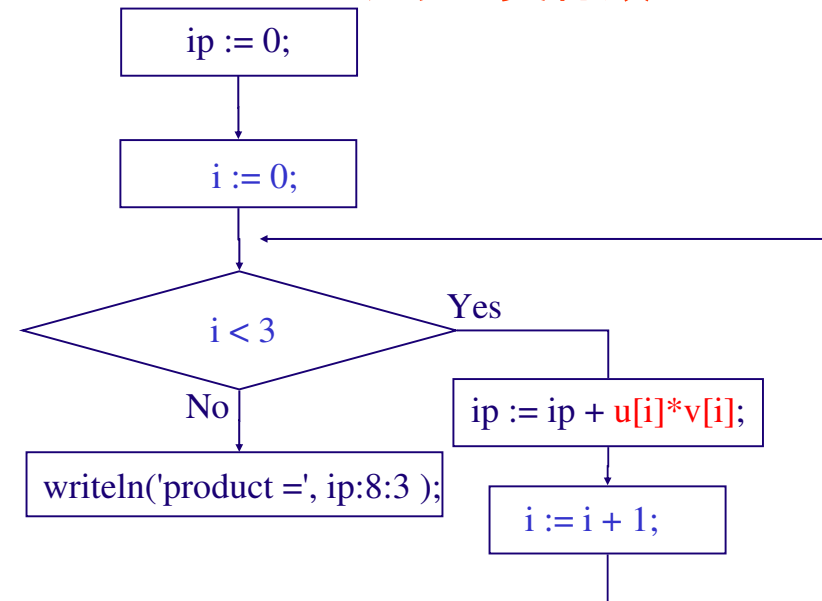 ip := 0;
i := 0;
i < 3
Yes
No
ip := ip + u[i]*v[i];
writeln('product =', ip:8:3 );
i := i + 1;